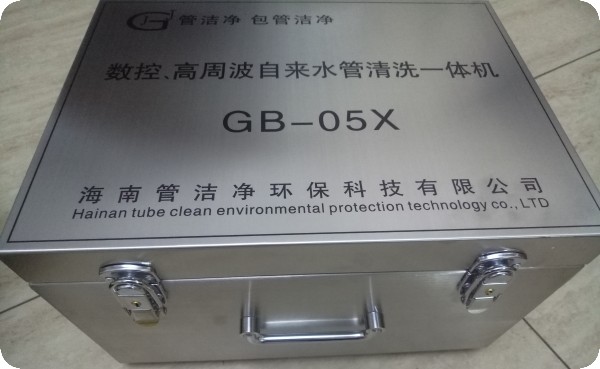 管洁净 包管洁净
数控、高周波自来水管清洗一体机
GB-05X
海南管洁净环保科技有限公司
Hainan tube clean environmental protection technology co.,LTD